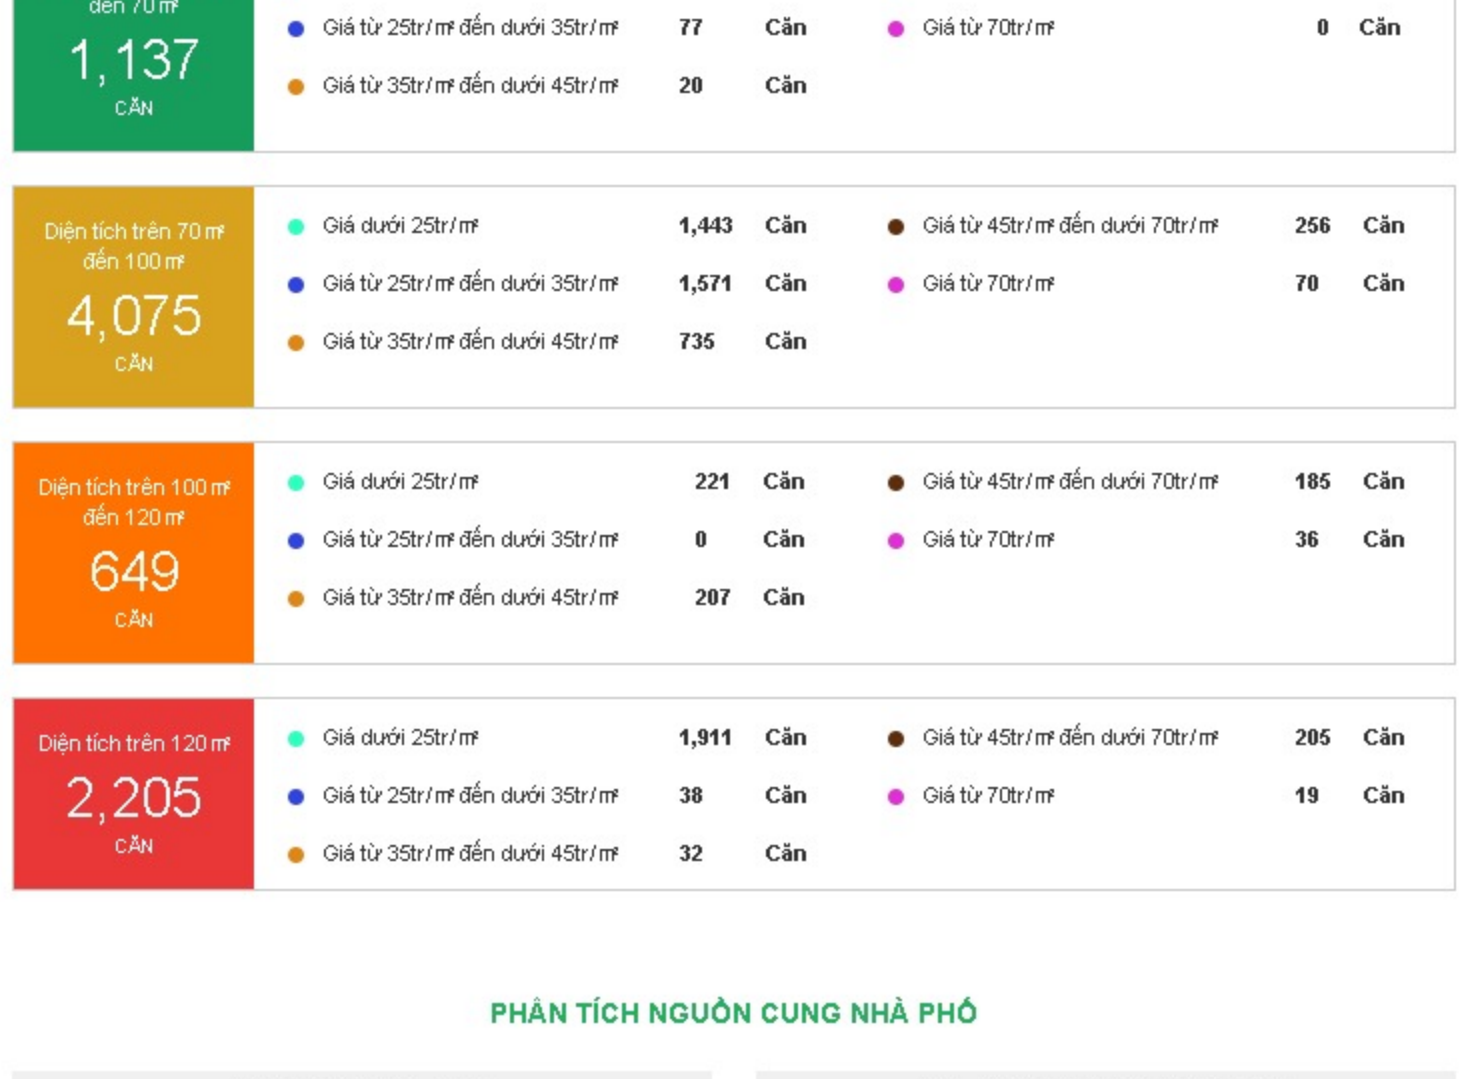 đến 70 m²
1,137
CĂN
Giá từ 25tr/m² đến dưới 35tr/m² 77 Căn
Giá từ 70tr/m² 0 Căn
Giá từ 35tr/m² đến dưới 45tr/m² 20 Căn
Diện tích trên 70 m²
đến 100 m²
4,075
CĂN
Giá dưới 25tr/m² 1,443 Căn
Giá từ 45tr/m² đến dưới 70tr/m² 256 Căn
Giá từ 25tr/m² đến dưới 35tr/m² 1,571 Căn
Giá từ 70tr/m² 70 Căn
Giá từ 35tr/m² đến dưới 45tr/m² 735 Căn
Diện tích trên 100 m²
đến 120 m²
649
CĂN
Giá dưới 25tr/m² 221 Căn
Giá từ 45tr/m² đến dưới 70tr/m² 185 Căn
Giá từ 25tr/m² đến dưới 35tr/m² 0 Căn
Giá từ 70tr/m² 36 Căn
Giá từ 35tr/m² đến dưới 45tr/m² 207 Căn
Diện tích trên 120 m²
2,205
CĂN
Giá dưới 25tr/m² 1,911 Căn
Giá từ 45tr/m² đến dưới 70tr/m² 205 Căn
Giá từ 25tr/m² đến dưới 35tr/m² 38 Căn
Giá từ 70tr/m² 19 Căn
Giá từ 35tr/m² đến dưới 45tr/m² 32 Căn
PHÂN TÍCH NGUỒN CUNG NHÀ PHỐ